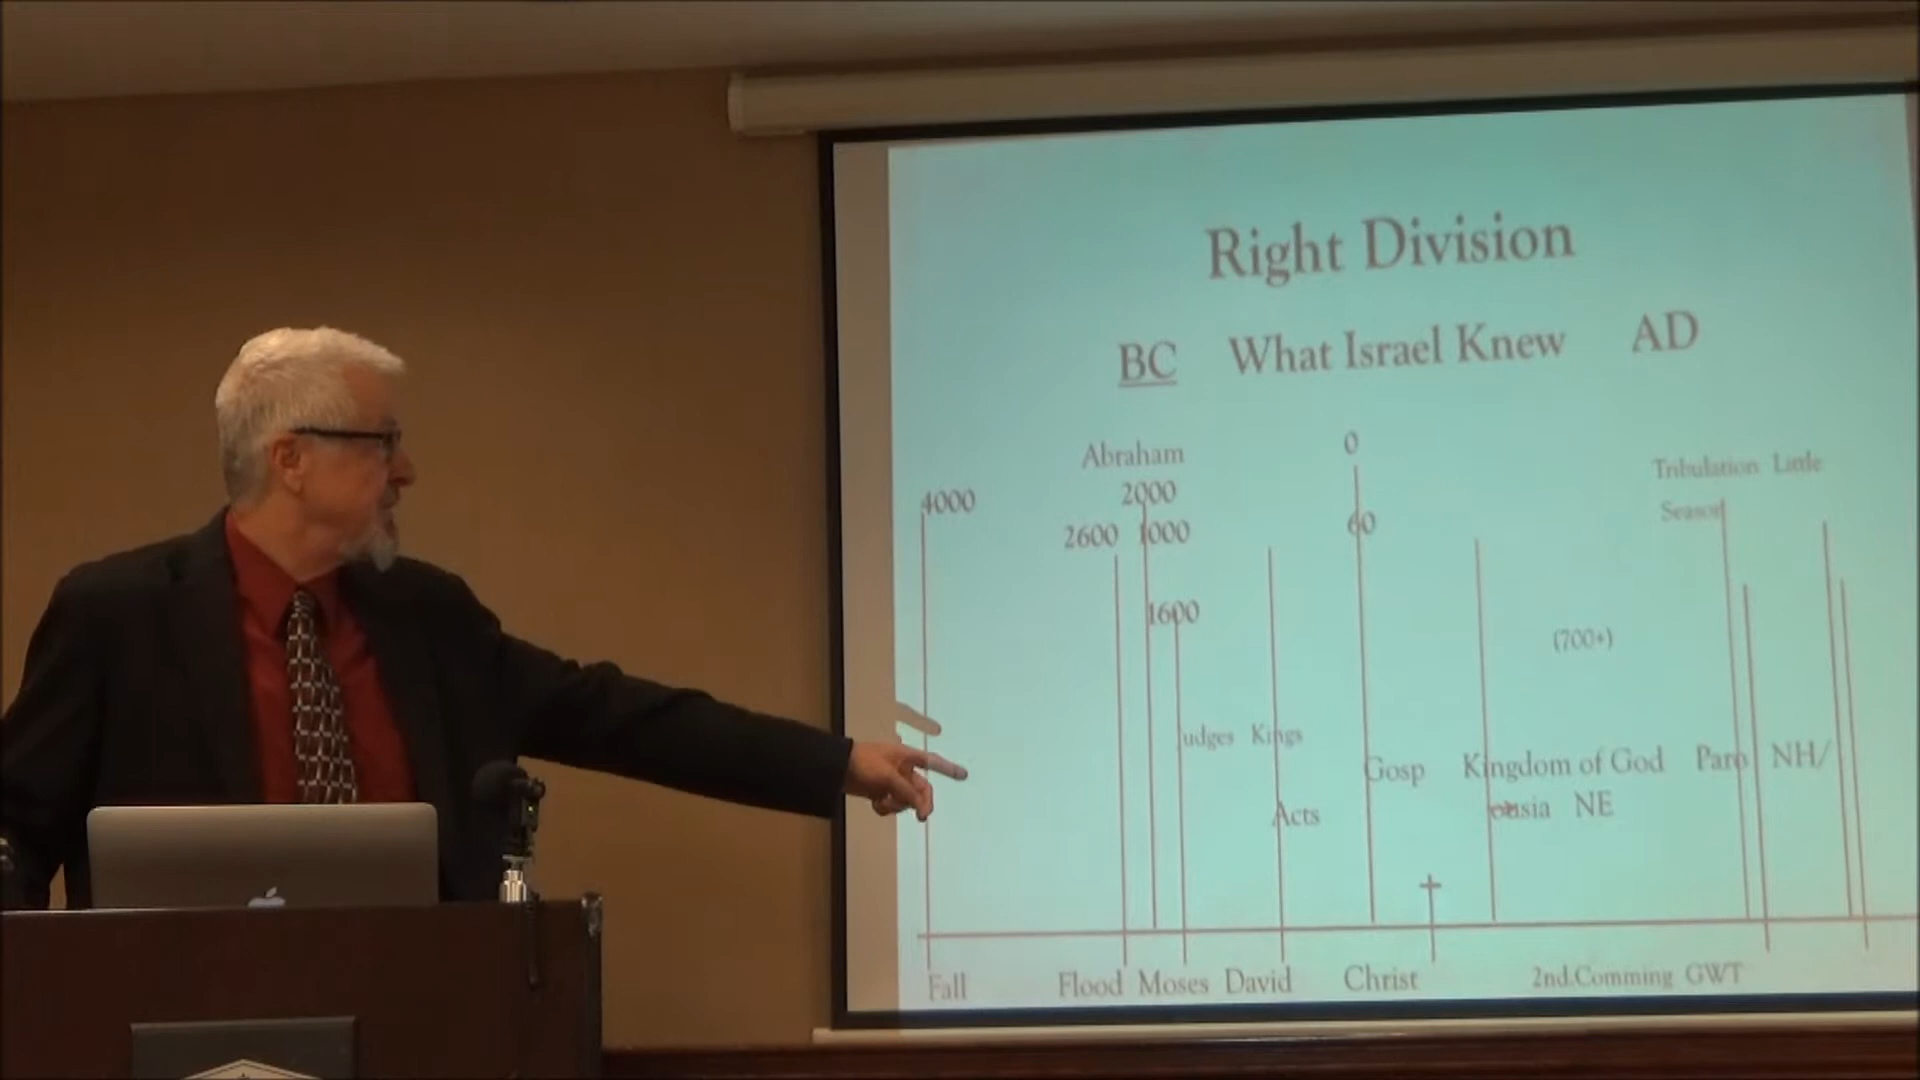 Right Division
BC What Israel Knew AD
Abraham
0
Tribulation Little
4000
2000
Season
2600 1000
60
1600
(700+)
udges Kings
Gosp Kingdom of God
NH/
Acts
NE
Fall Flood Moses David Christ 2nd.Comming GWT